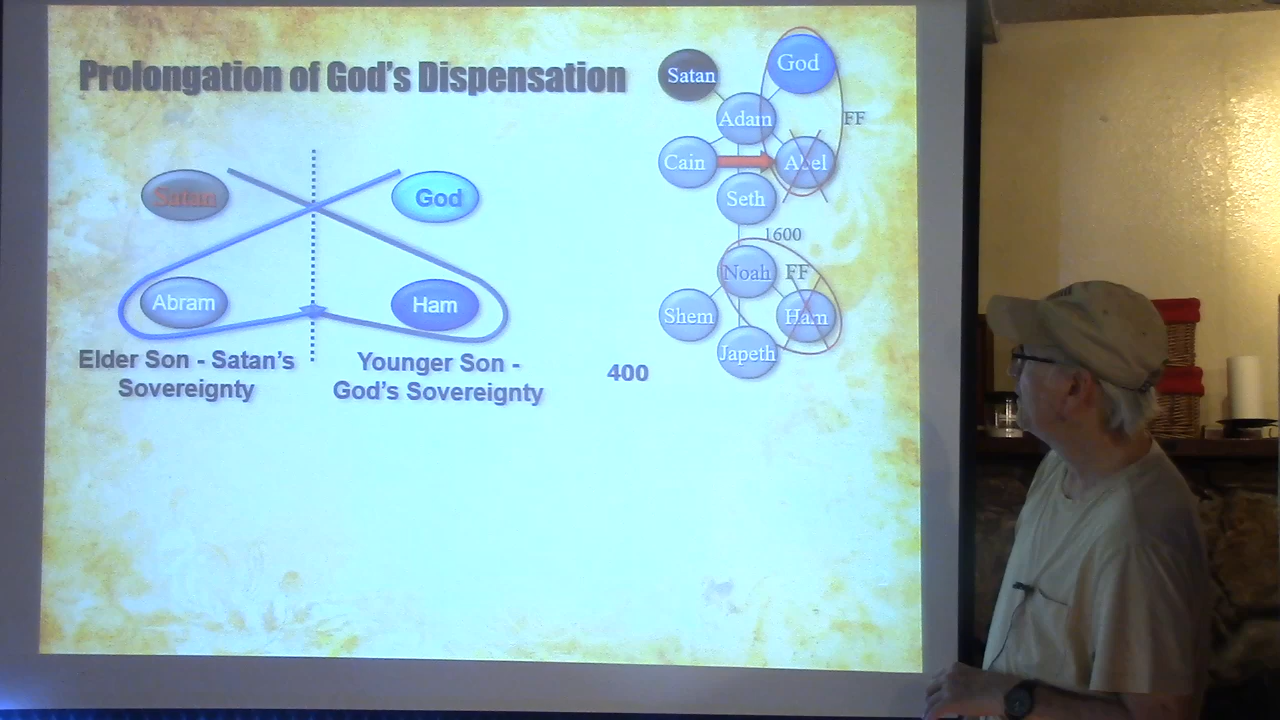 Prolongation of God's Dispensation
Satan
God
Abram
Ham
Elder Son - Satan's
Sovereignty
Younger Son -
God's Sovereignty
400
Satan
God
Adam
FF
Cain
Abel
Seth
1600
Noah
FF
Shem
Ham
Japeth